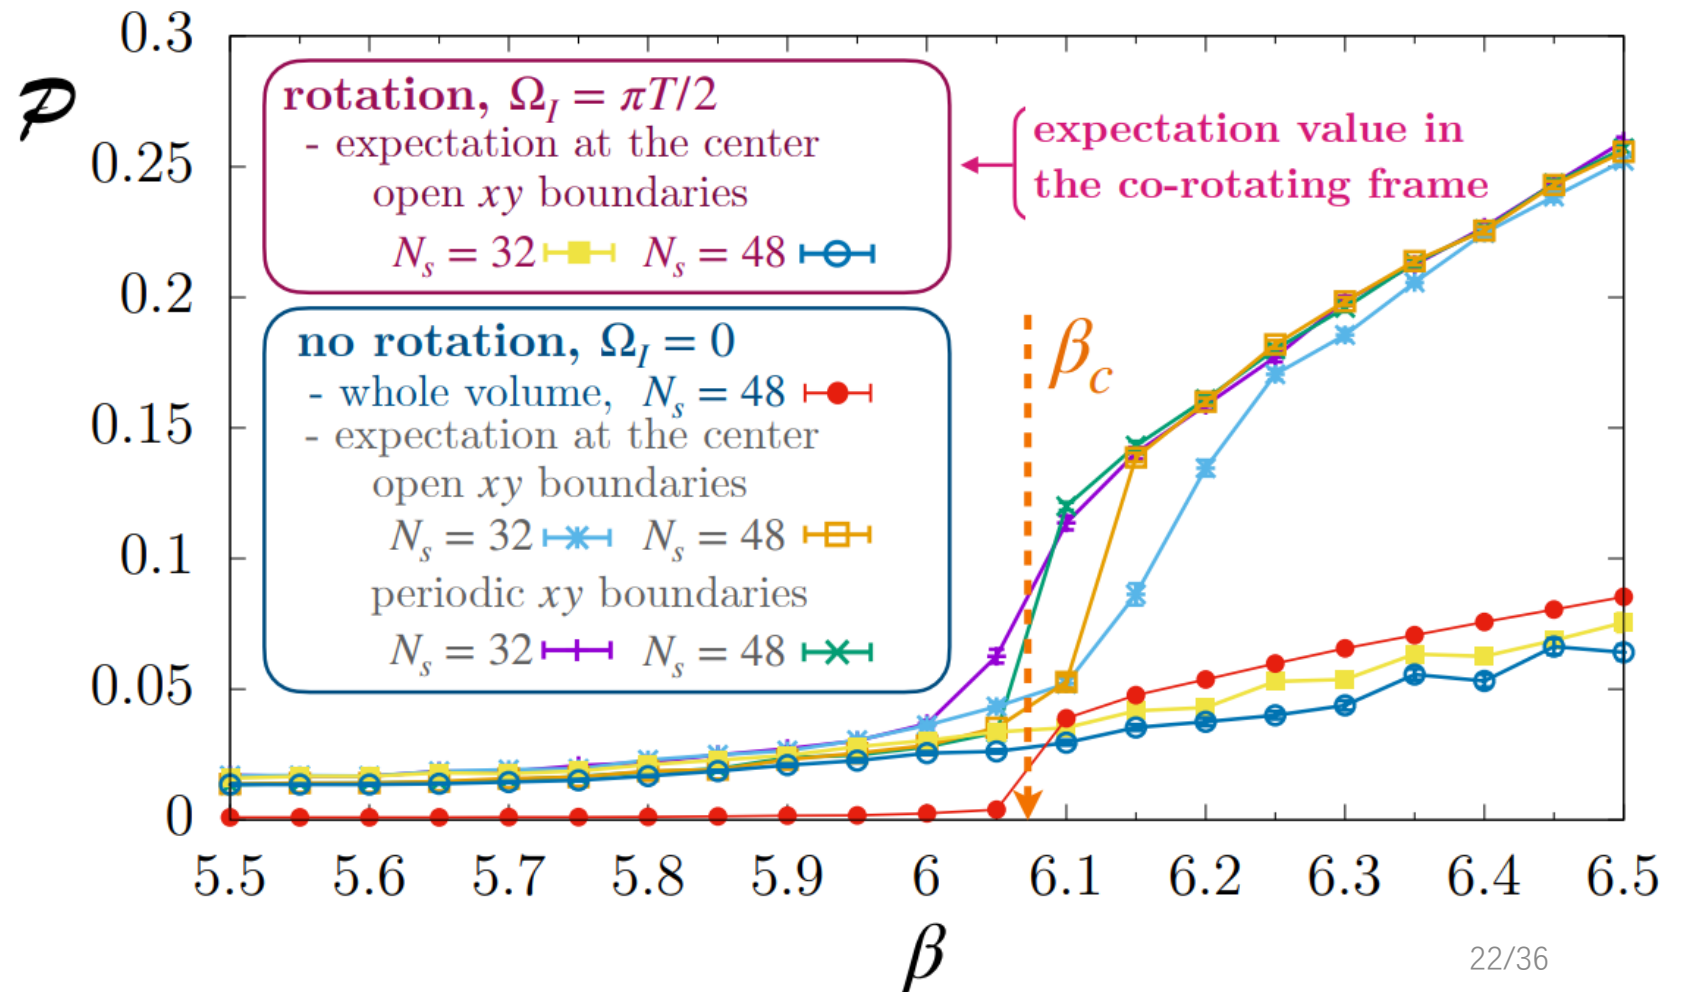 𝒫
0.3
0.25
0.2
0.15
0.1
0.05
0
rotation, Ω_I = πT/2
- expectation at the center
open xy boundaries
N_s = 32 N_s = 48
expectation value in
the co-rotating frame
no rotation, Ω_I = 0
- whole volume, N_s = 48
- expectation at the center
open xy boundaries
N_s = 32 N_s = 48
periodic xy boundaries
N_s = 32 N_s = 48
β_c
5.5 5.6 5.7 5.8 5.9 6 6.1 6.2 6.3 6.4 6.5
β
22/36